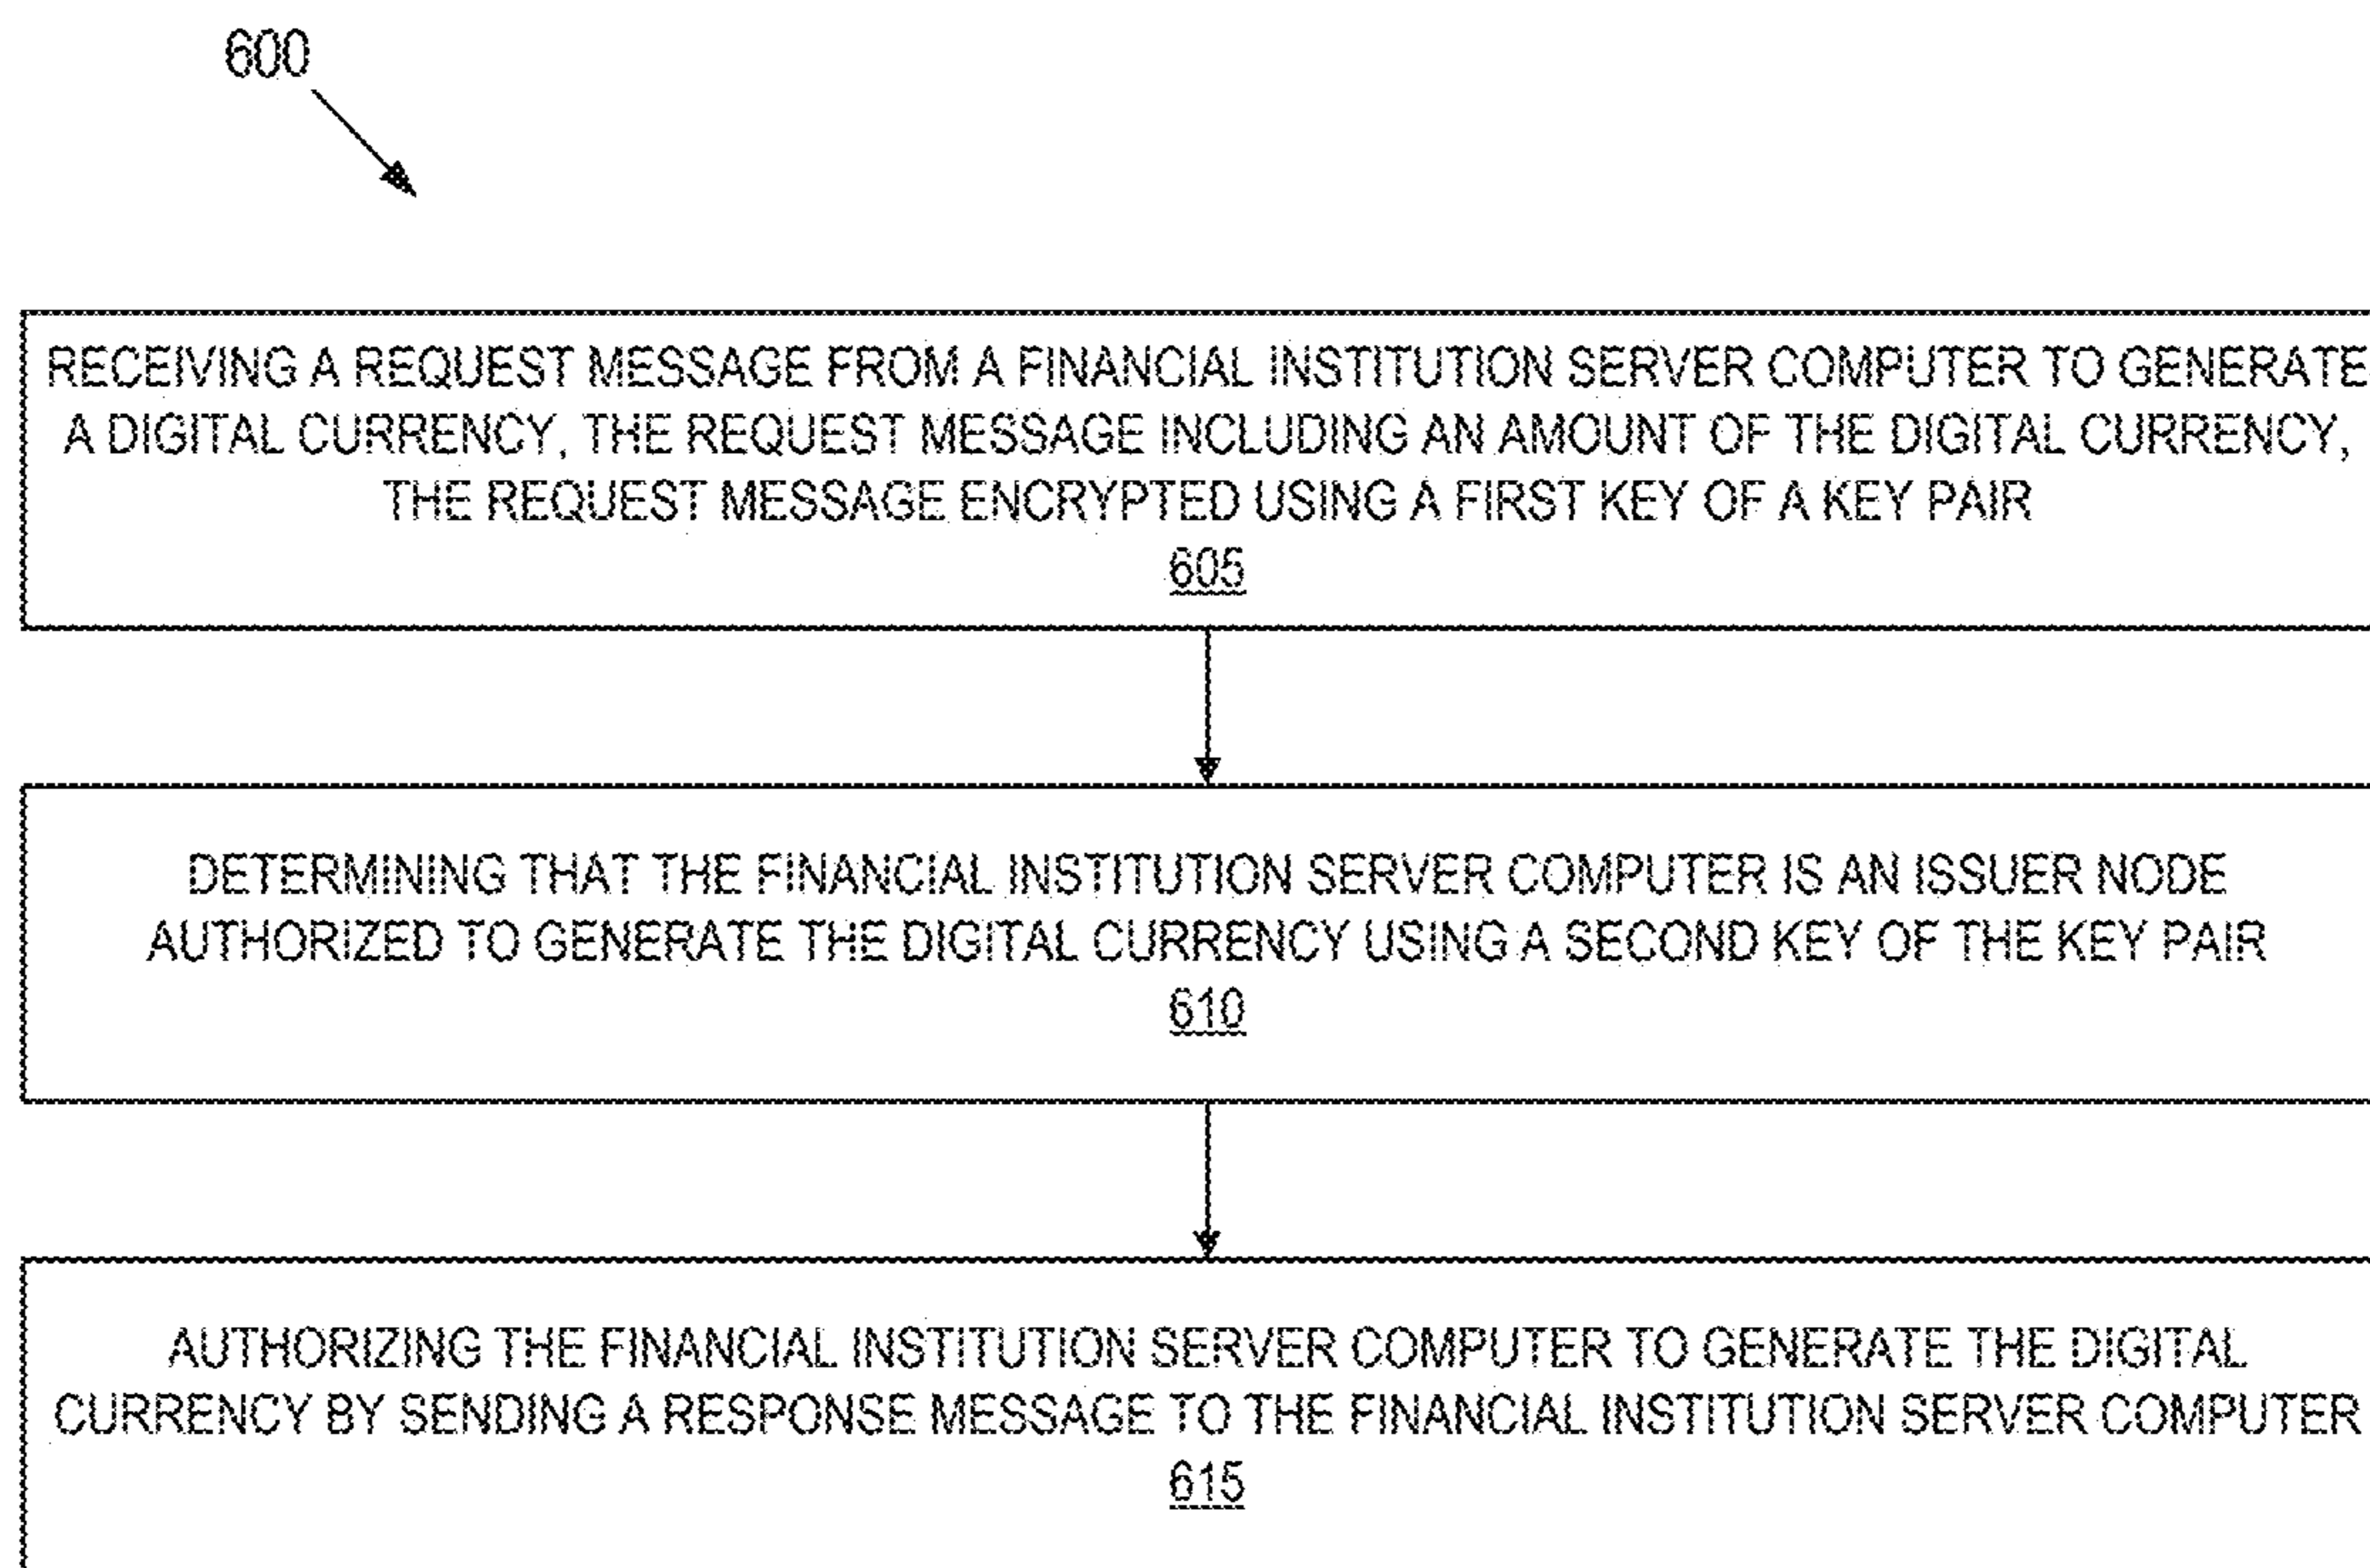 600
RECEIVING A REQUEST MESSAGE FROM A FINANCIAL INSTITUTION SERVER COMPUTER TO GENERATE
A DIGITAL CURRENCY, THE REQUEST MESSAGE INCLUDING AN AMOUNT OF THE DIGITAL CURRENCY,
THE REQUEST MESSAGE ENCRYPTED USING A FIRST KEY OF A KEY PAIR
605
DETERMINING THAT THE FINANCIAL INSTITUTION SERVER COMPUTER IS AN ISSUER NODE
AUTHORIZED TO GENERATE THE DIGITAL CURRENCY USING A SECOND KEY OF THE KEY PAIR
610
AUTHORIZING THE FINANCIAL INSTITUTION SERVER COMPUTER TO GENERATE THE DIGITAL
CURRENCY BY SENDING A RESPONSE MESSAGE TO THE FINANCIAL INSTITUTION SERVER COMPUTER
615